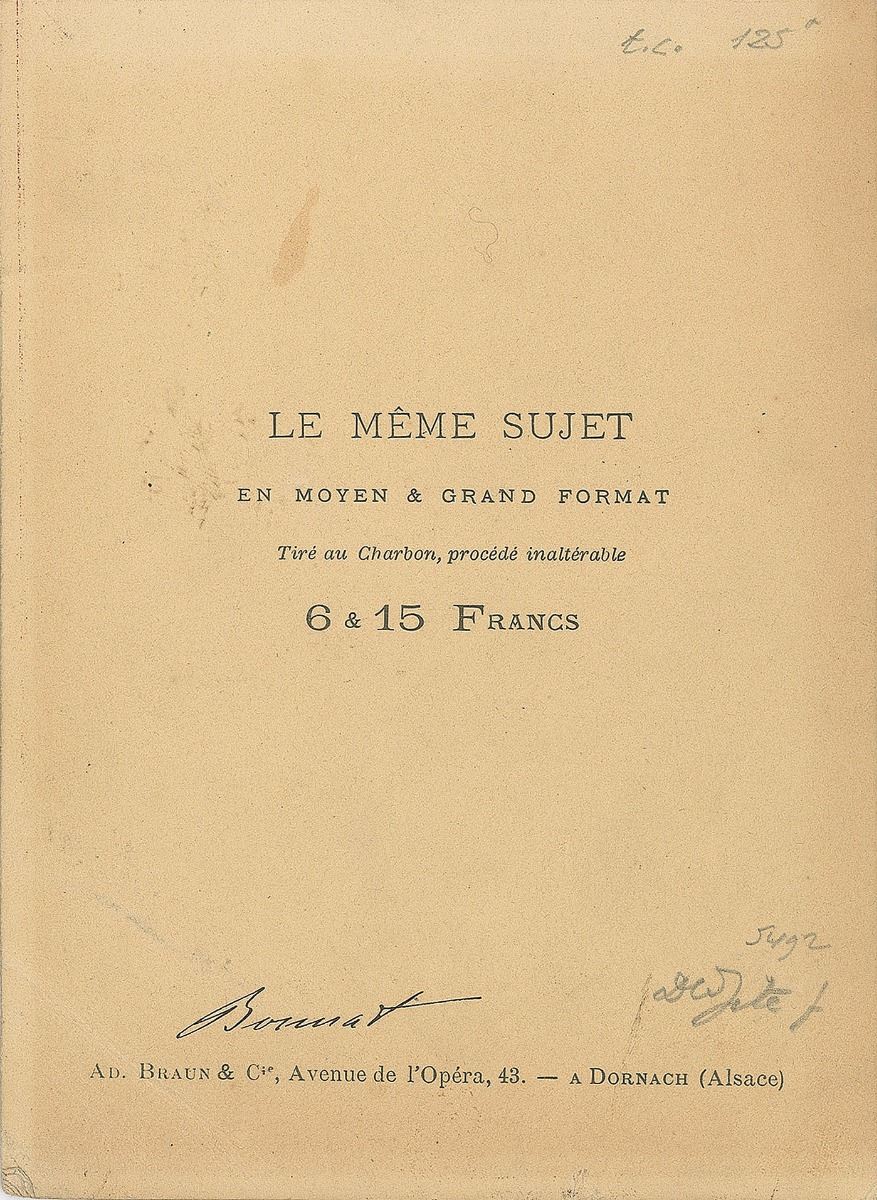 t.c. 125
LE MÊME SUJET
EN MOYEN & GRAND FORMAT
Tiré au Charbon, procédé inaltérable
6 & 15 FRANCS
5492
Bonnat
AD. BRAUN & Cie, Avenue de l'Opéra, 43. — A DORNACH (Alsace)